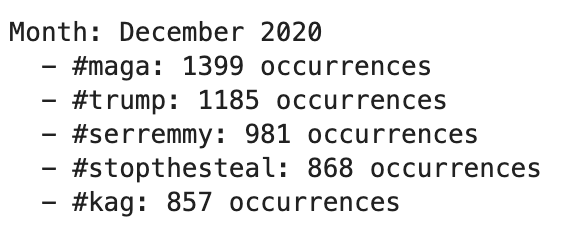 Month: December 2020
– #maga: 1399 occurrences
– #trump: 1185 occurrences
– #serremmy: 981 occurrences
– #stopthesteal: 868 occurrences
– #kag: 857 occurrences